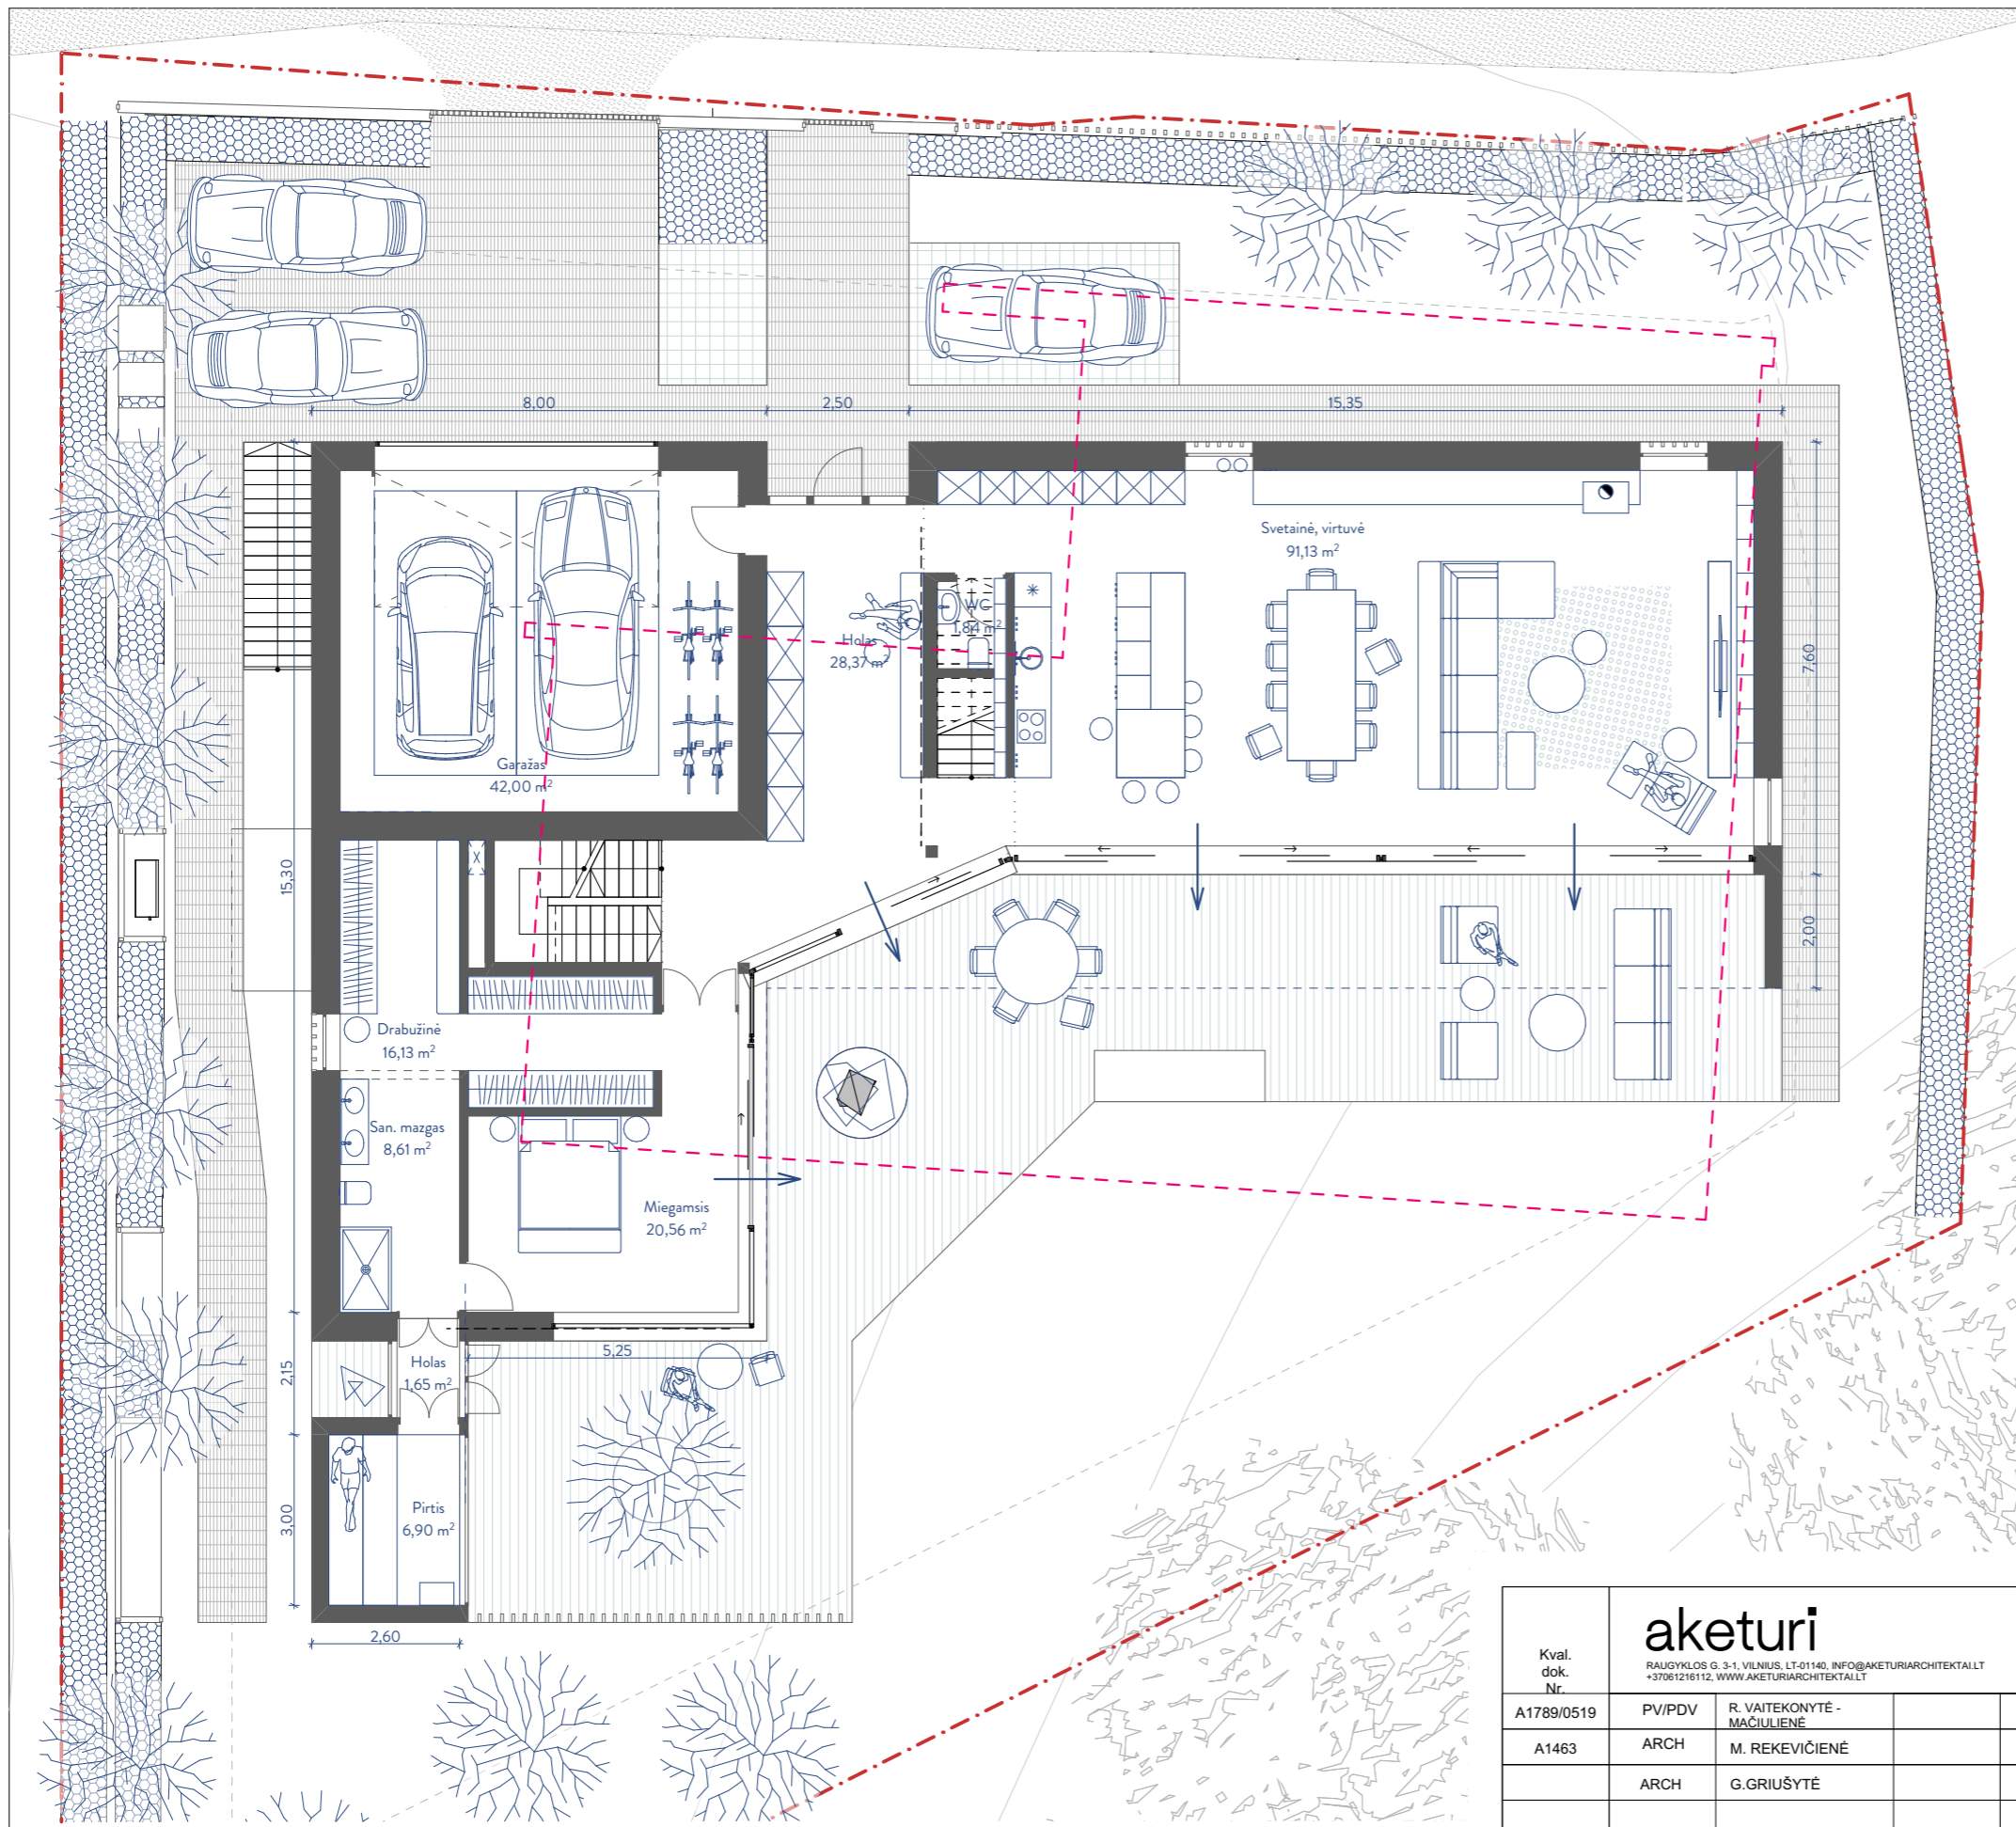 8,00
2,50
15,35
Svetainė, virtuvė
91,13 m²
WC
1,84 m²
Holas
28,37 m²
7,60
Garažas
42,00 m²
15,30
2,00
Drabužinė
16,13 m²
San. mazgas
8,61 m²
Miegamsis
20,56 m²
5,25
Holas
1,65 m²
2,15
Pirtis
6,90 m²
3,00
2,60
Kval.
dok.
Nr.
aketuri
RAUGYKLOS G. 3-1, VILNIUS, LT-01140, INFO@AKETURIARCHITEKTAI.LT
+37061216112, WWW.AKETURIARCHITEKTAI.LT
A1789/0519 PV/PDV R. VAITEKONYTĖ -
MAČIULIENĖ
A1463 ARCH M. REKEVIČIENĖ
ARCH G.GRIUŠYTĖ